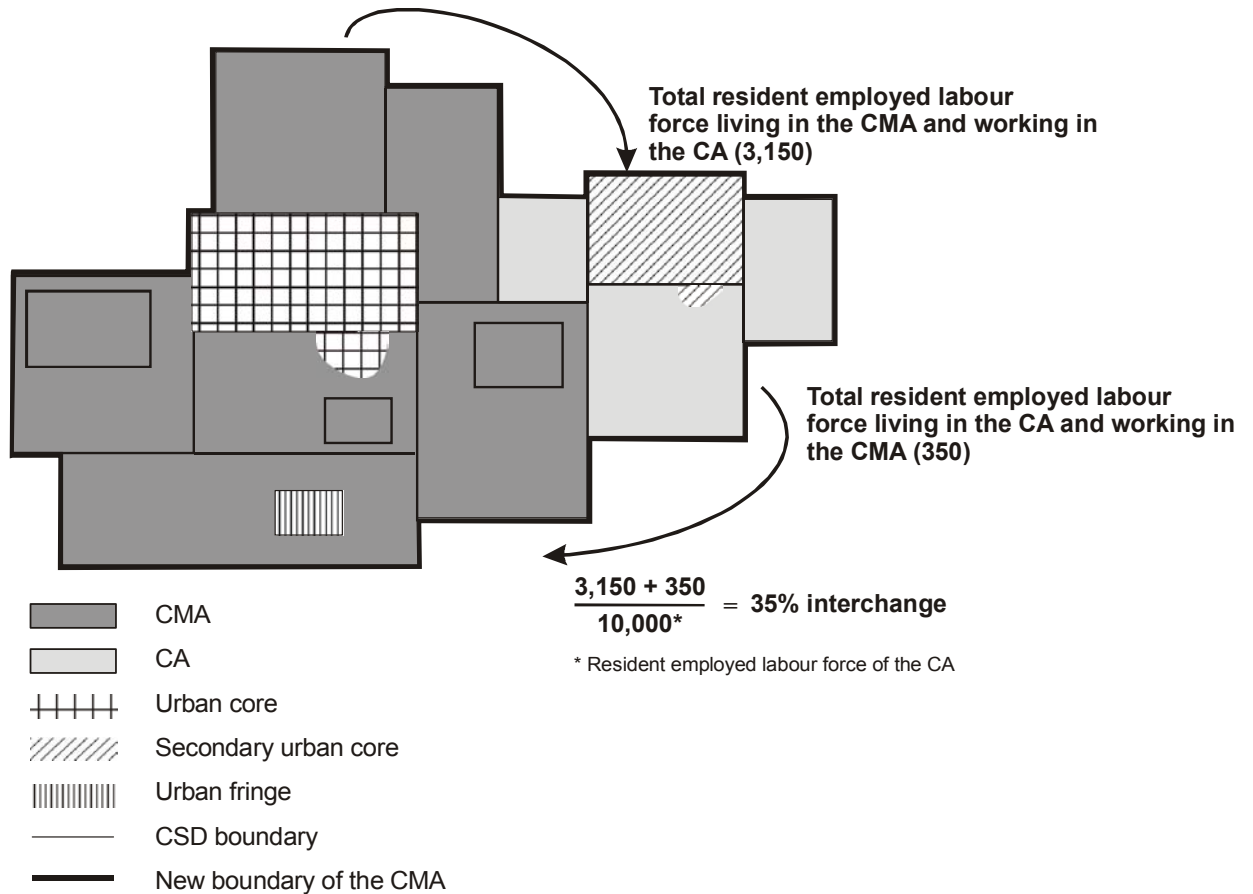 Total resident employed labour
force living in the CMA and working in
the CA (3,150)
Total resident employed labour
force living in the CA and working in
the CMA (350)
3,150 + 350
10,000*
= 35% interchange
* Resident employed labour force of the CA
CMA
CA
Urban core
Secondary urban core
Urban fringe
CSD boundary
New boundary of the CMA